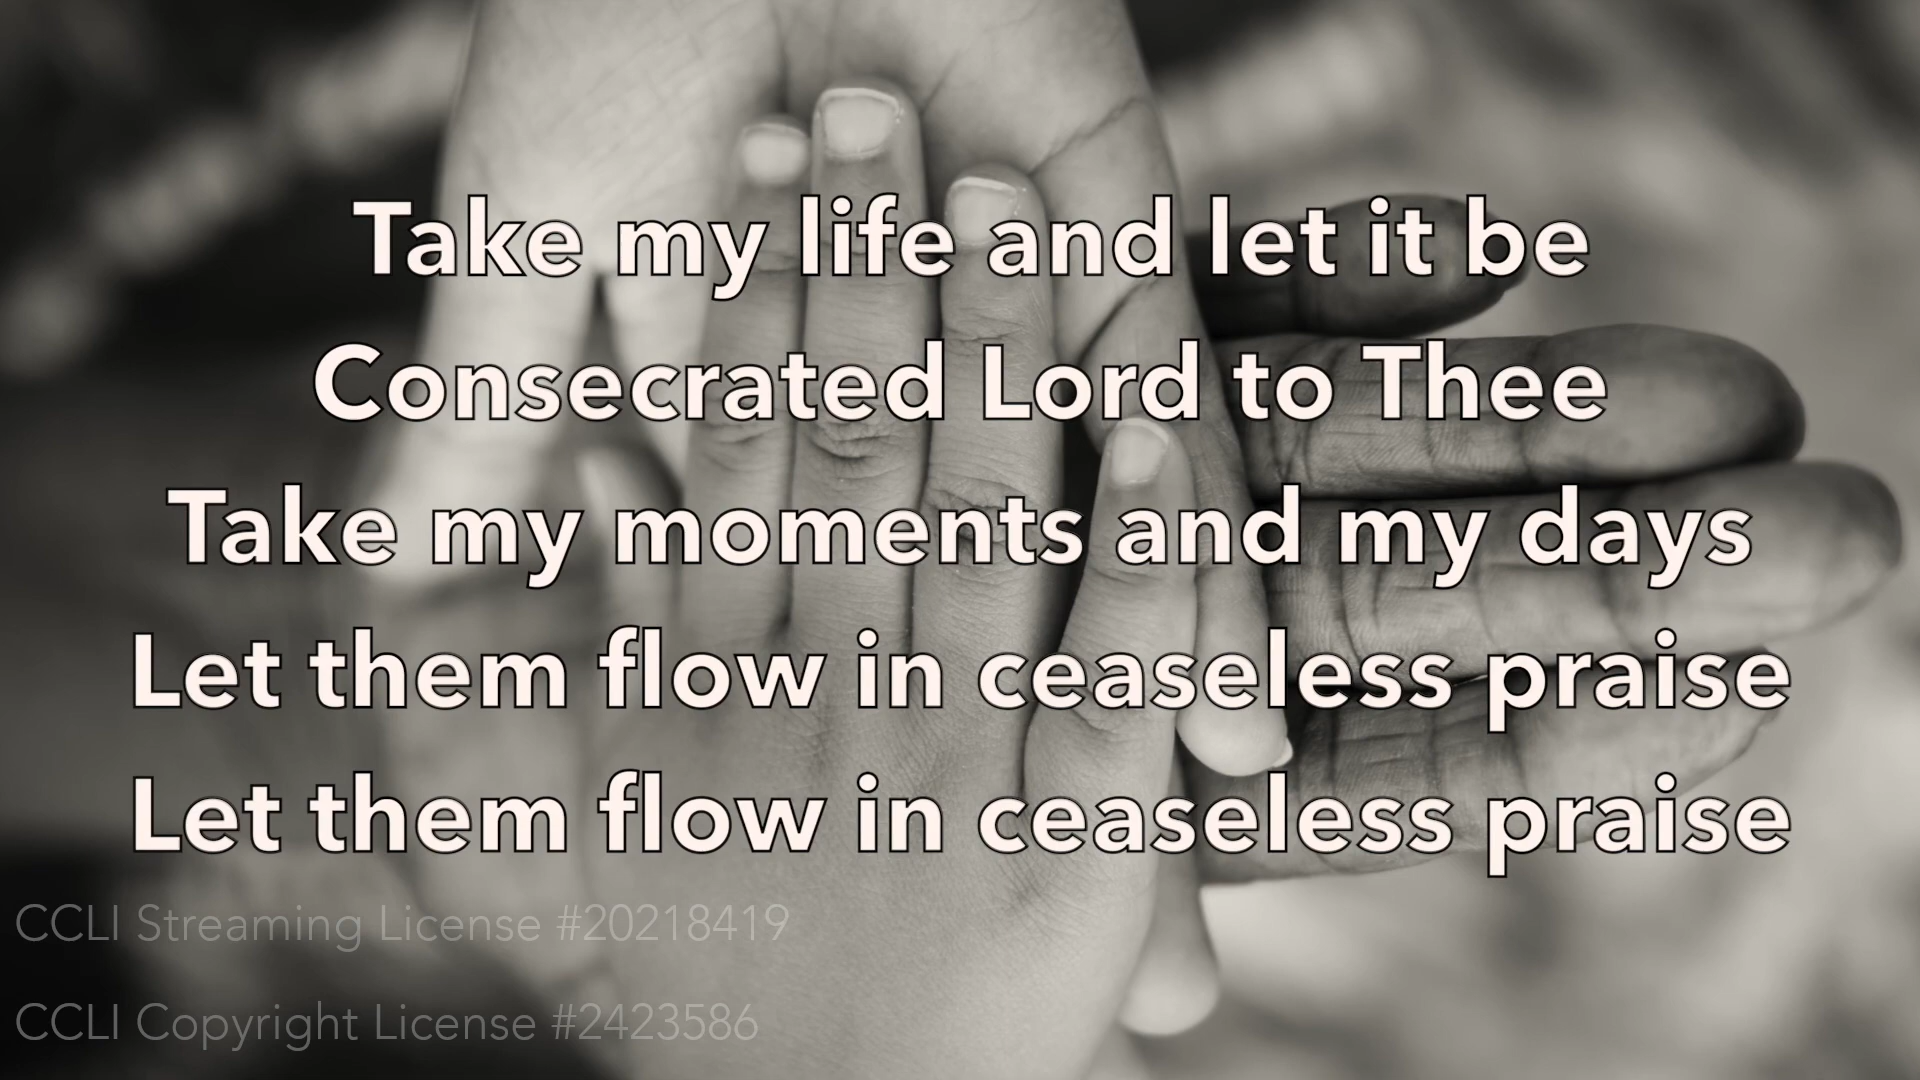 Take my life and let it be
Consecrated Lord to Thee
Take my moments and my days
Let them flow in ceaseless praise
Let them flow in ceaseless praise
CCLI Streaming License #20218419
CCLI Copyright License #2423586